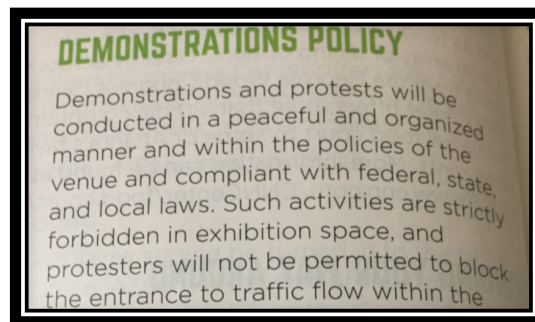 DEMONSTRATIONS POLICY
Demonstrations and protests will be
conducted in a peaceful and organized
manner and within the policies of the
venue and compliant with federal, state,
and local laws. Such activities are strictly
forbidden in exhibition space, and
protesters will not be permitted to block
the entrance to traffic flow within the